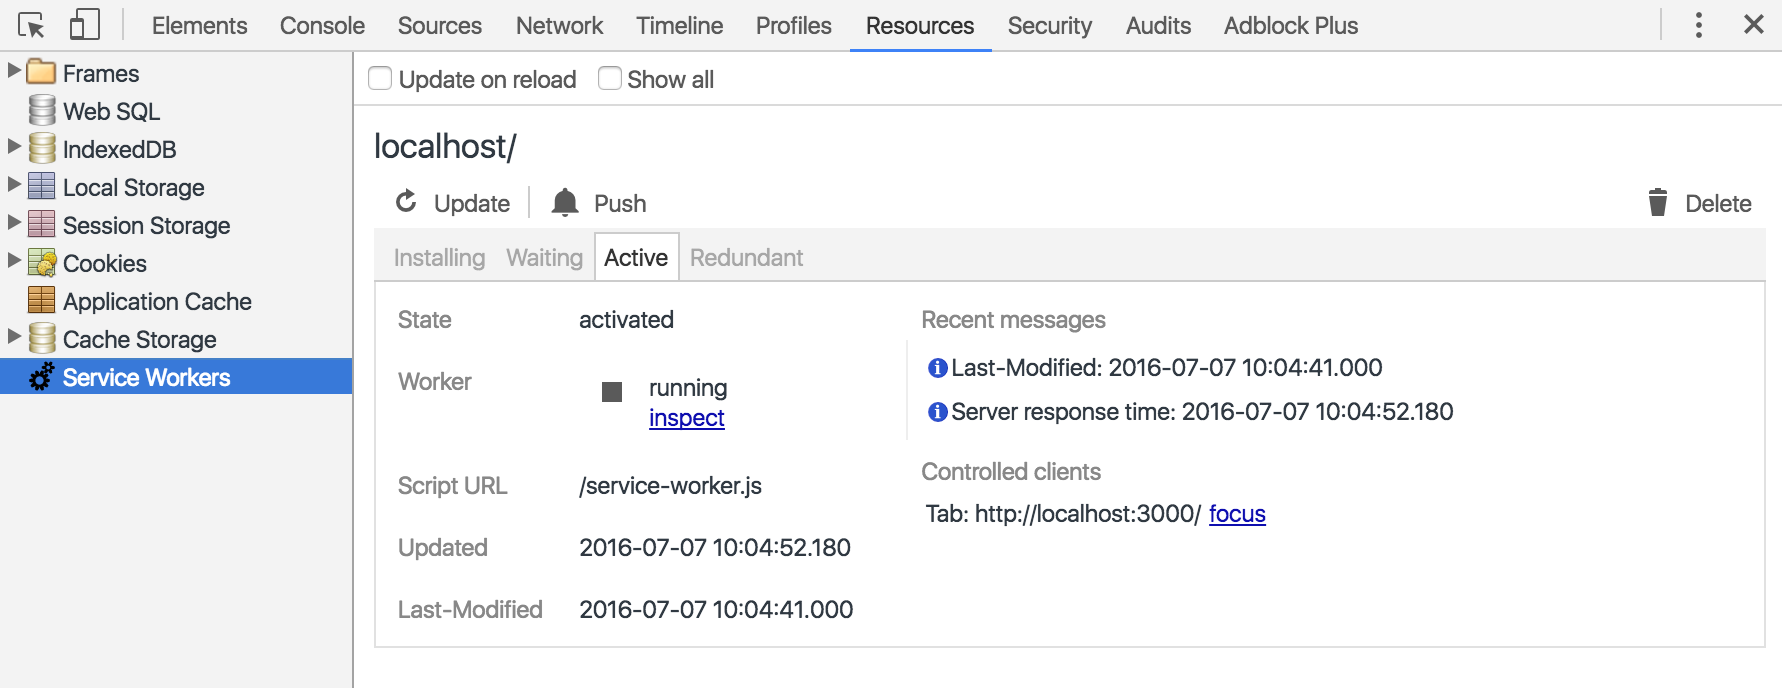 Elements Console Sources Network Timeline Profiles Resources Security Audits Adblock Plus
Frames
Web SQL
IndexedDB
Local Storage
Session Storage
Cookies
Application Cache
Cache Storage
Service Workers
Update on reload Show all
localhost/
Update Push Delete
Installing Waiting Active Redundant
State activated
Worker running
inspect
Script URL /service-worker.js
Updated 2016-07-07 10:04:52.180
Last-Modified 2016-07-07 10:04:41.000
Recent messages
Last-Modified: 2016-07-07 10:04:41.000
Server response time: 2016-07-07 10:04:52.180
Controlled clients
Tab: http://localhost:3000/ focus